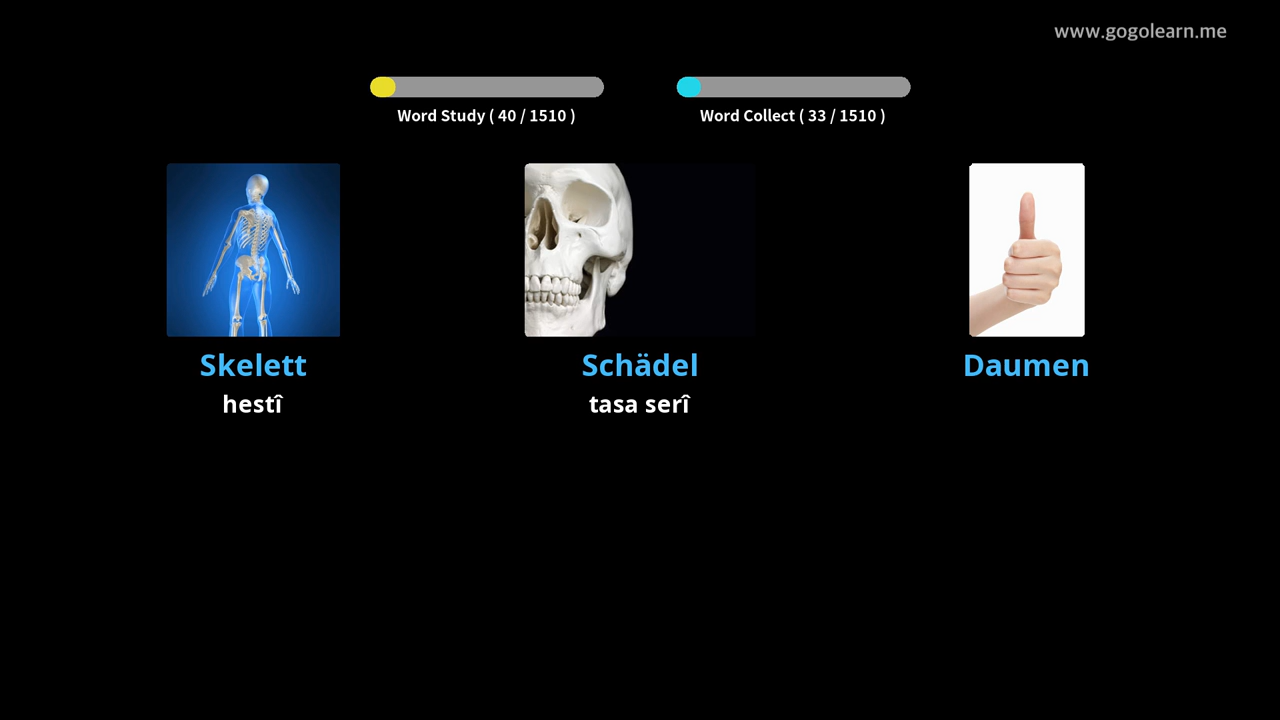 www.gogolearn.me
Word Study ( 40 / 1510 )
Word Collect ( 33 / 1510 )
Skelett
Schädel
Daumen
hestî
tasa serî